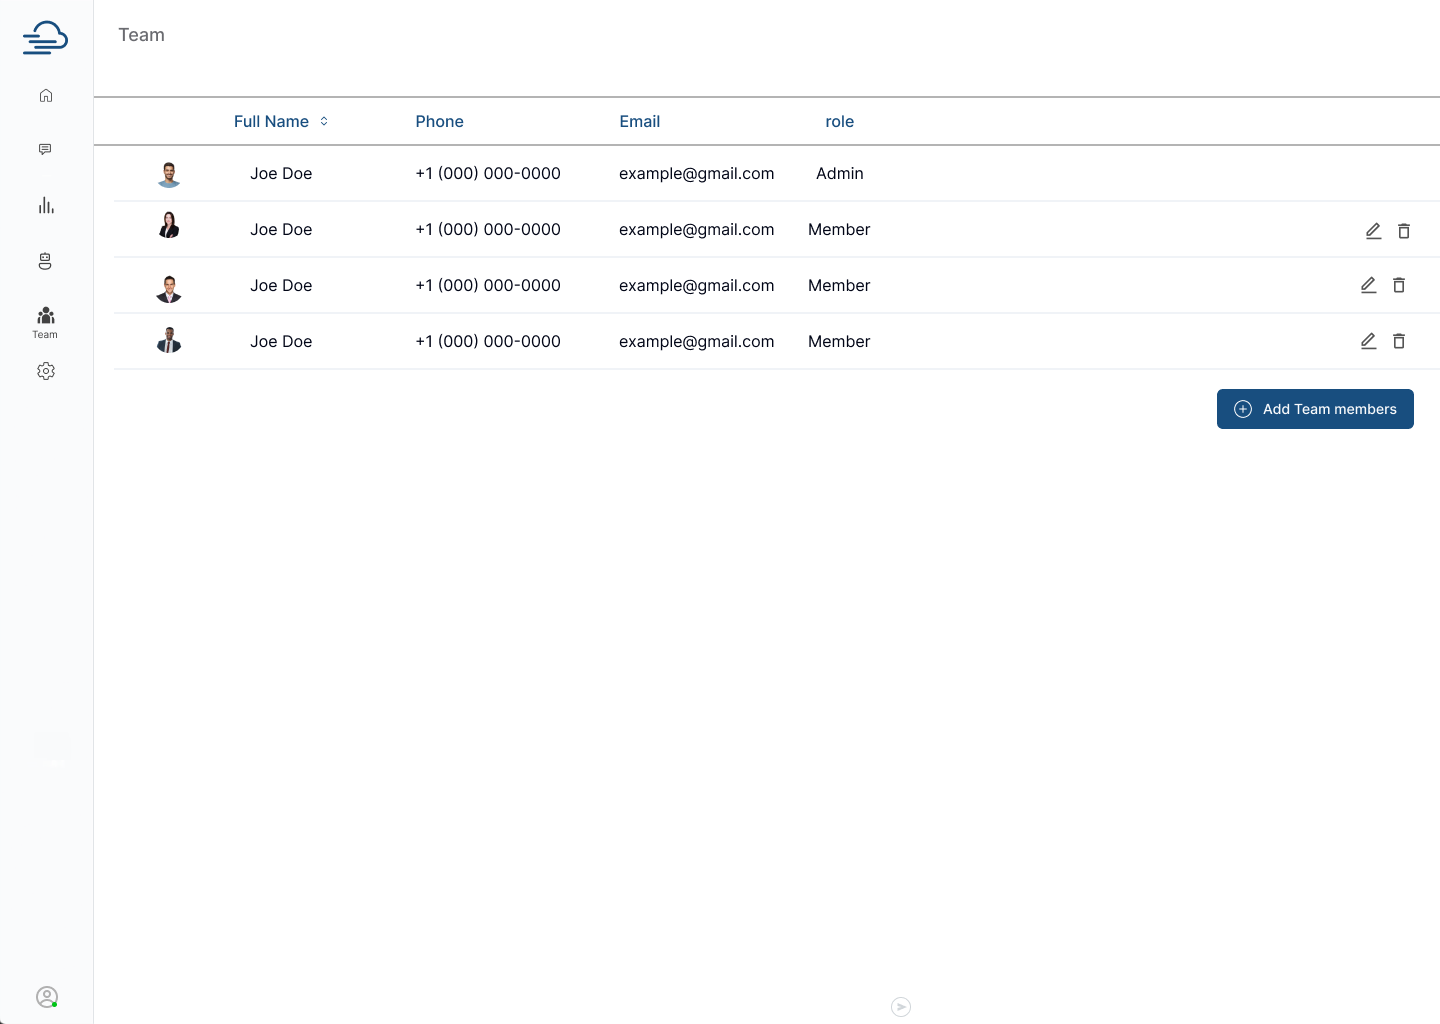 Team
Full Name Phone Email role
Joe Doe +1 (000) 000-0000 example@gmail.com Admin
Joe Doe +1 (000) 000-0000 example@gmail.com Member
Joe Doe +1 (000) 000-0000 example@gmail.com Member
Team
Joe Doe +1 (000) 000-0000 example@gmail.com Member
Add Team members